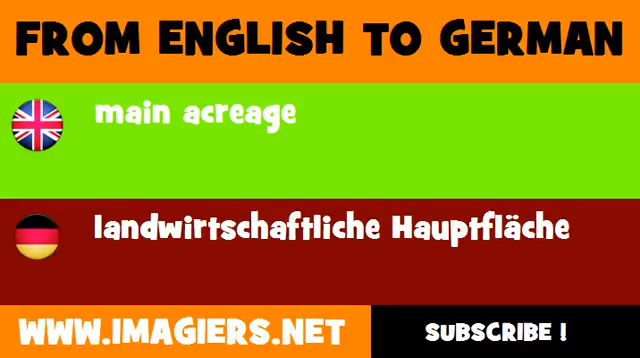 FROM ENGLISH TO GERMAN
main acreage
landwirtschaftliche Hauptfläche
WWW.IMAGIERS.NET
SUBSCRIBE !